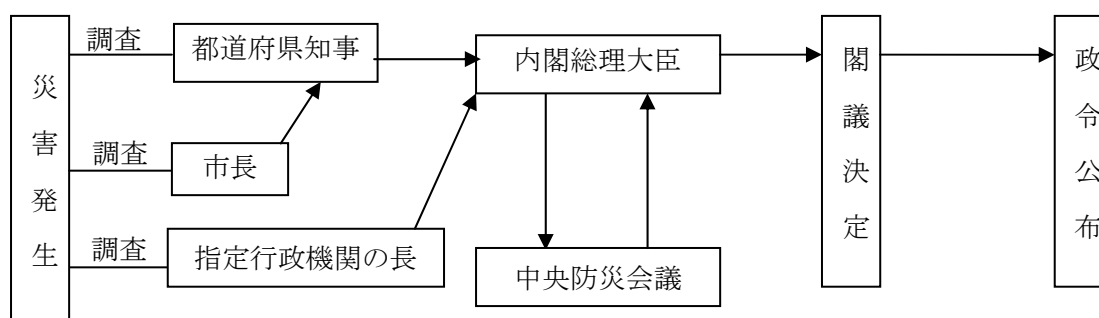 災害発生
調査
都道府県知事
調査
市長
調査
指定行政機関の長
内閣総理大臣
中央防災会議
閣議決定
政令公布